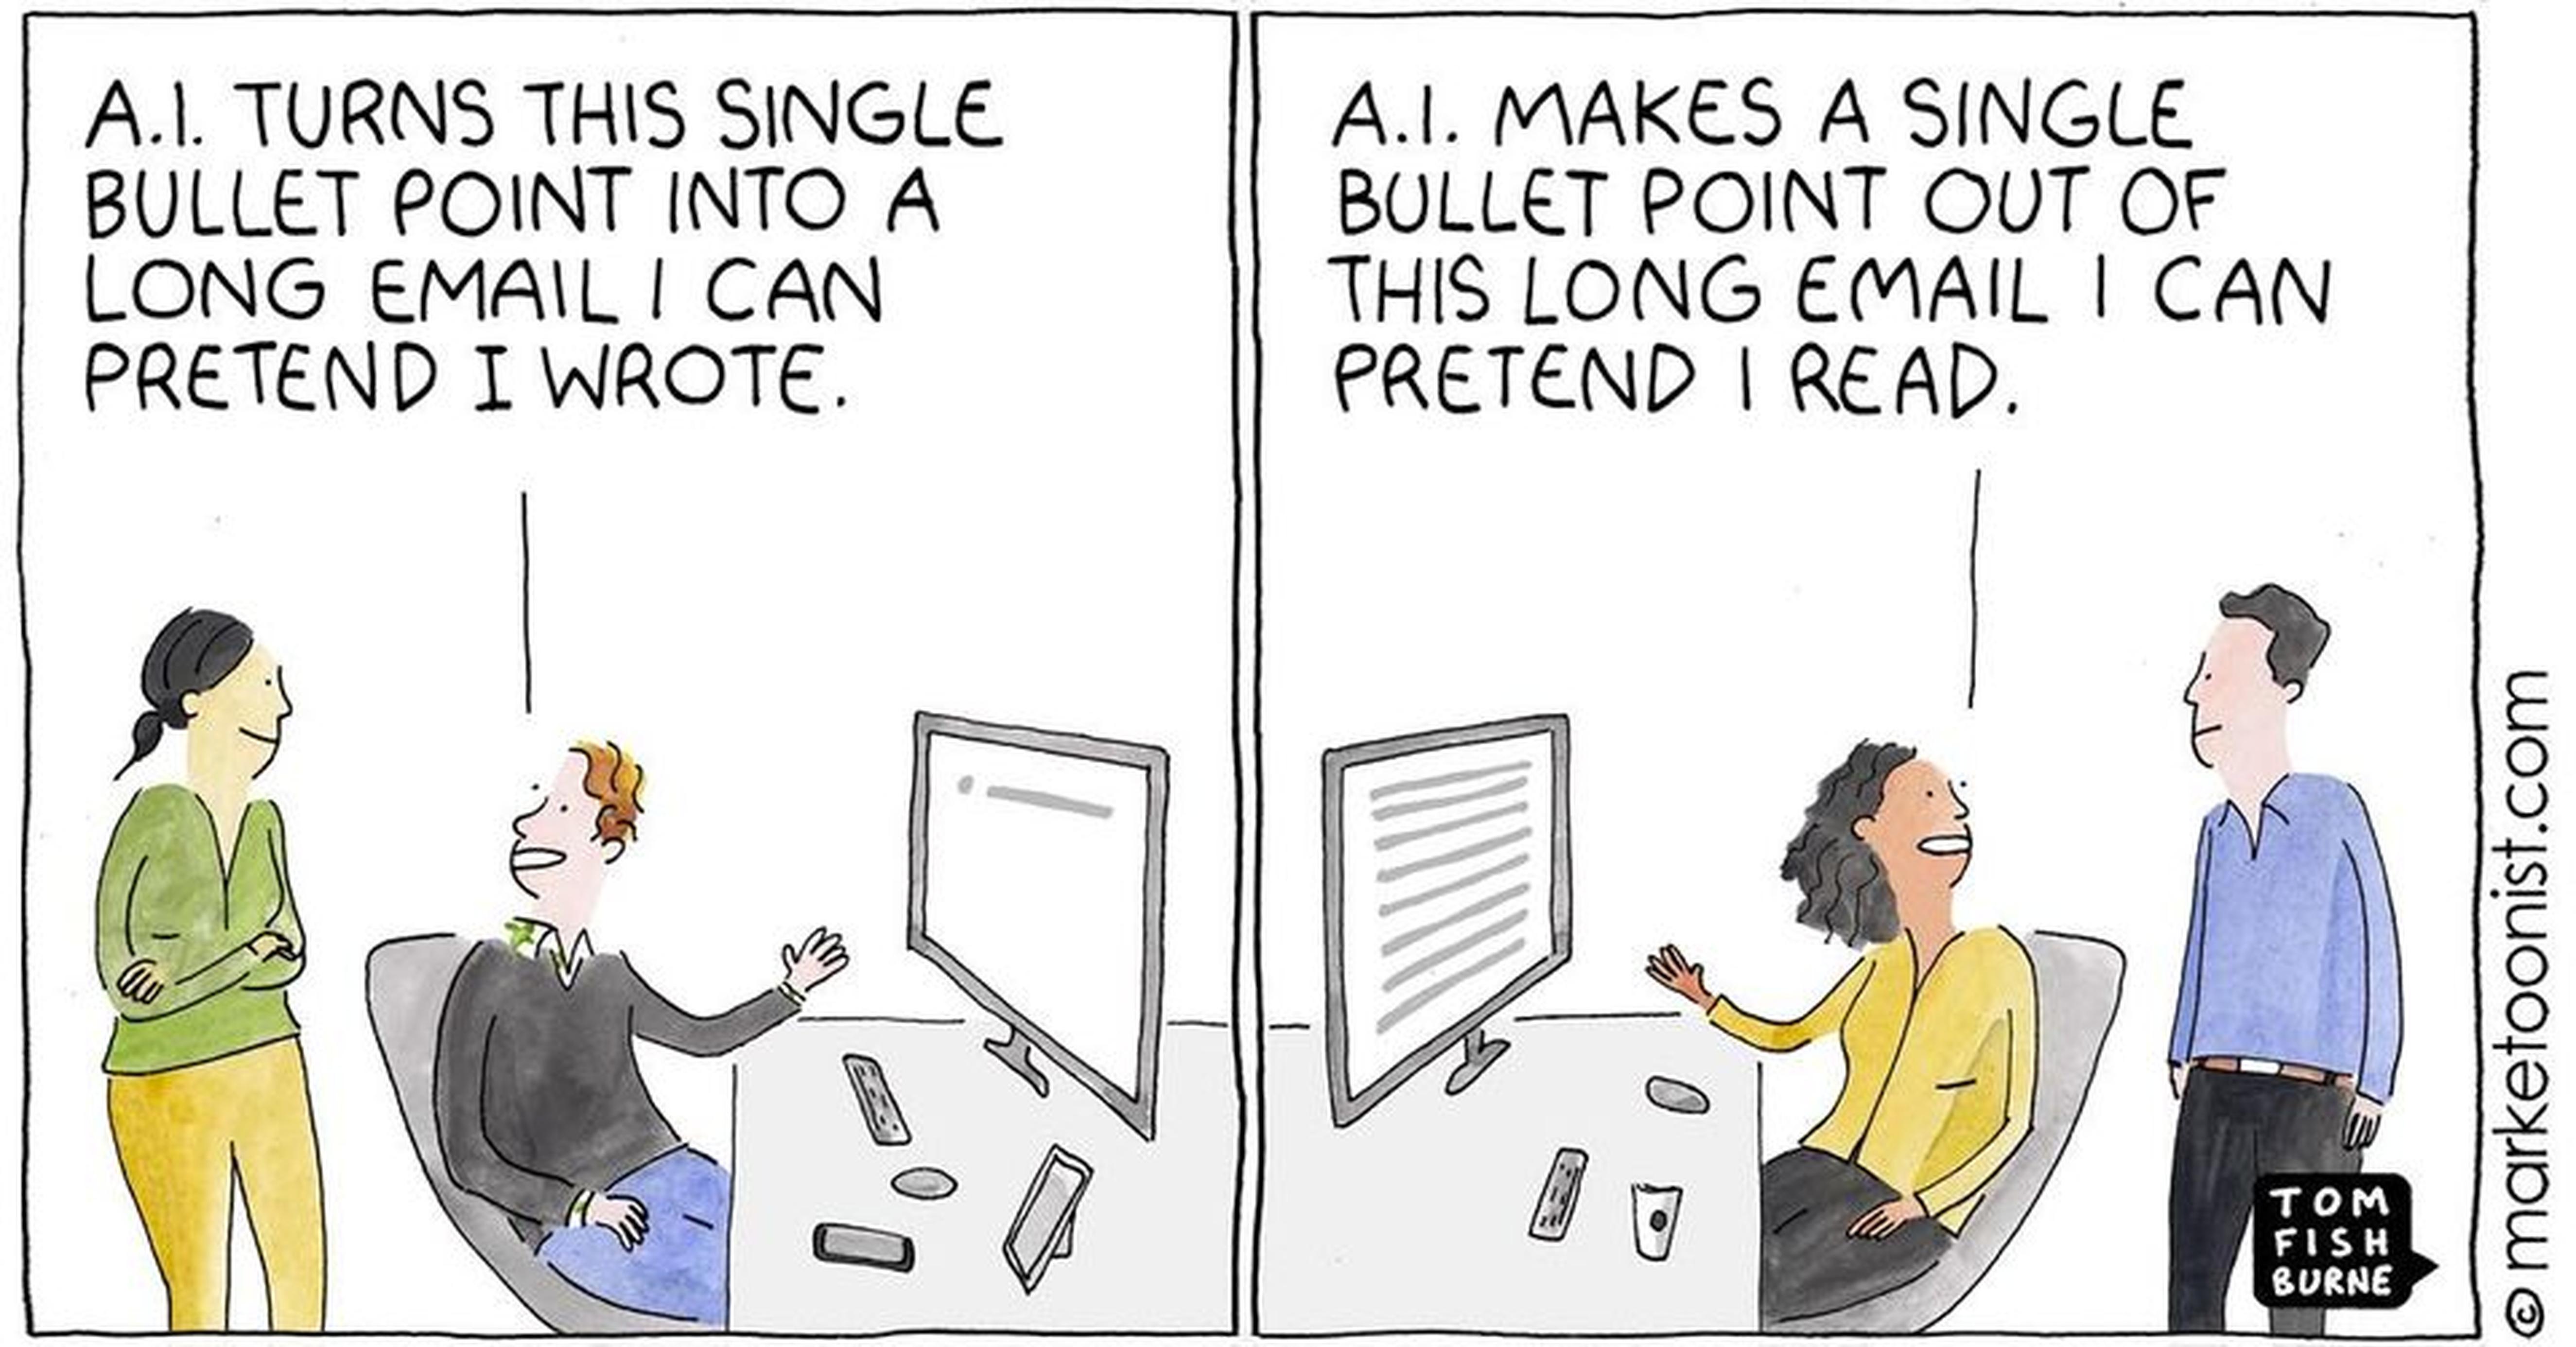 A.I. TURNS THIS SINGLE
BULLET POINT INTO A
LONG EMAIL I CAN
PRETEND I WROTE.
A.I. MAKES A SINGLE
BULLET POINT OUT OF
THIS LONG EMAIL I CAN
PRETEND I READ.
TOM
FISH
BURNE
© marketoonist.com